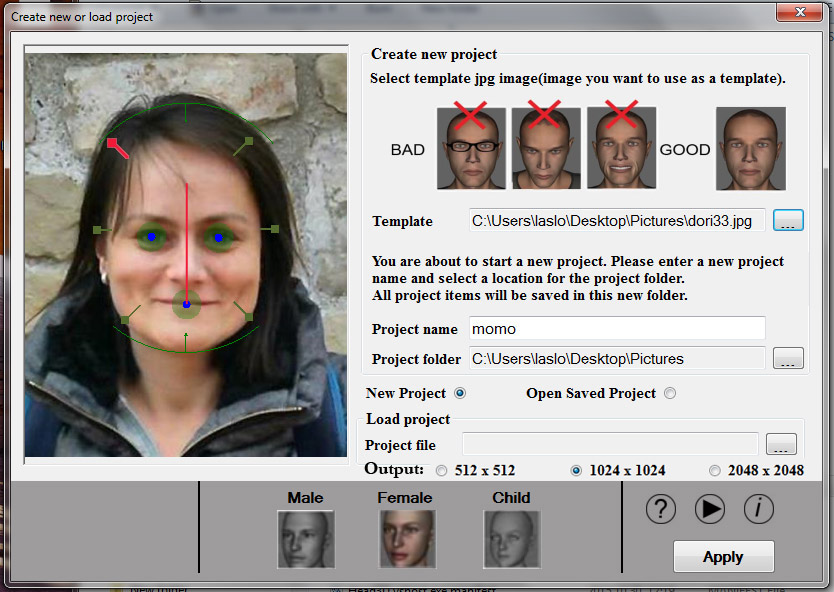 Create new or load project
Create new project
Select template jpg image(image you want to use as a template).
BAD
GOOD
Template
C:\Users\laslo\Desktop\Pictures\dori33.jpg
...
You are about to start a new project. Please enter a new project
name and select a location for the project folder.
All project items will be saved in this new folder.
Project name
momo
Project folder
C:\Users\laslo\Desktop\Pictures
...
New Project
Open Saved Project
Load project
Project file
...
Output:
512 x 512
1024 x 1024
2048 x 2048
Male
Female
Child
?
i
Apply
New folder